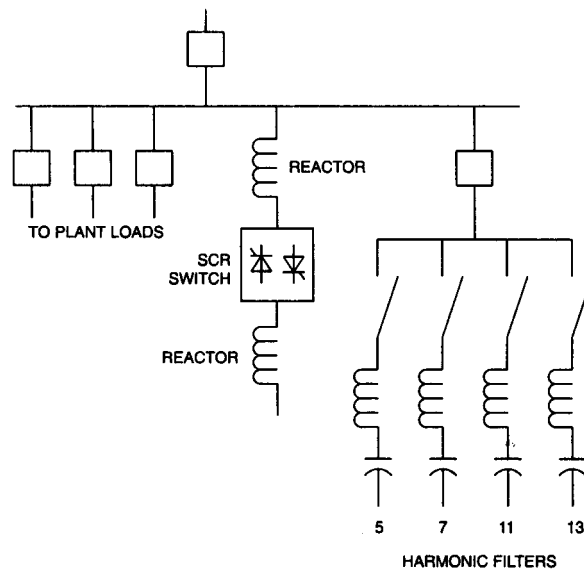 REACTOR
TO PLANT LOADS
SCR
SWITCH
REACTOR
5 7 11 13
HARMONIC FILTERS